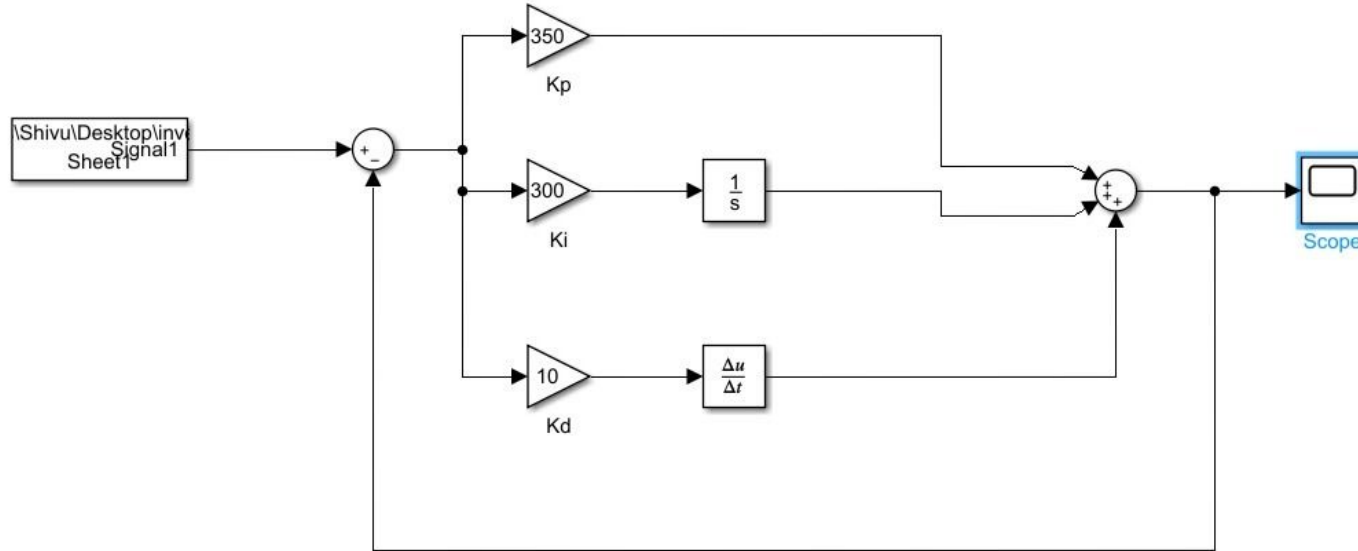 350
Kp
\Shivu\Desktop\inve
Signal1
Sheet1
+
−
300
Ki
1
s
+
+
+
Scope
10
Kd
Δu
Δt